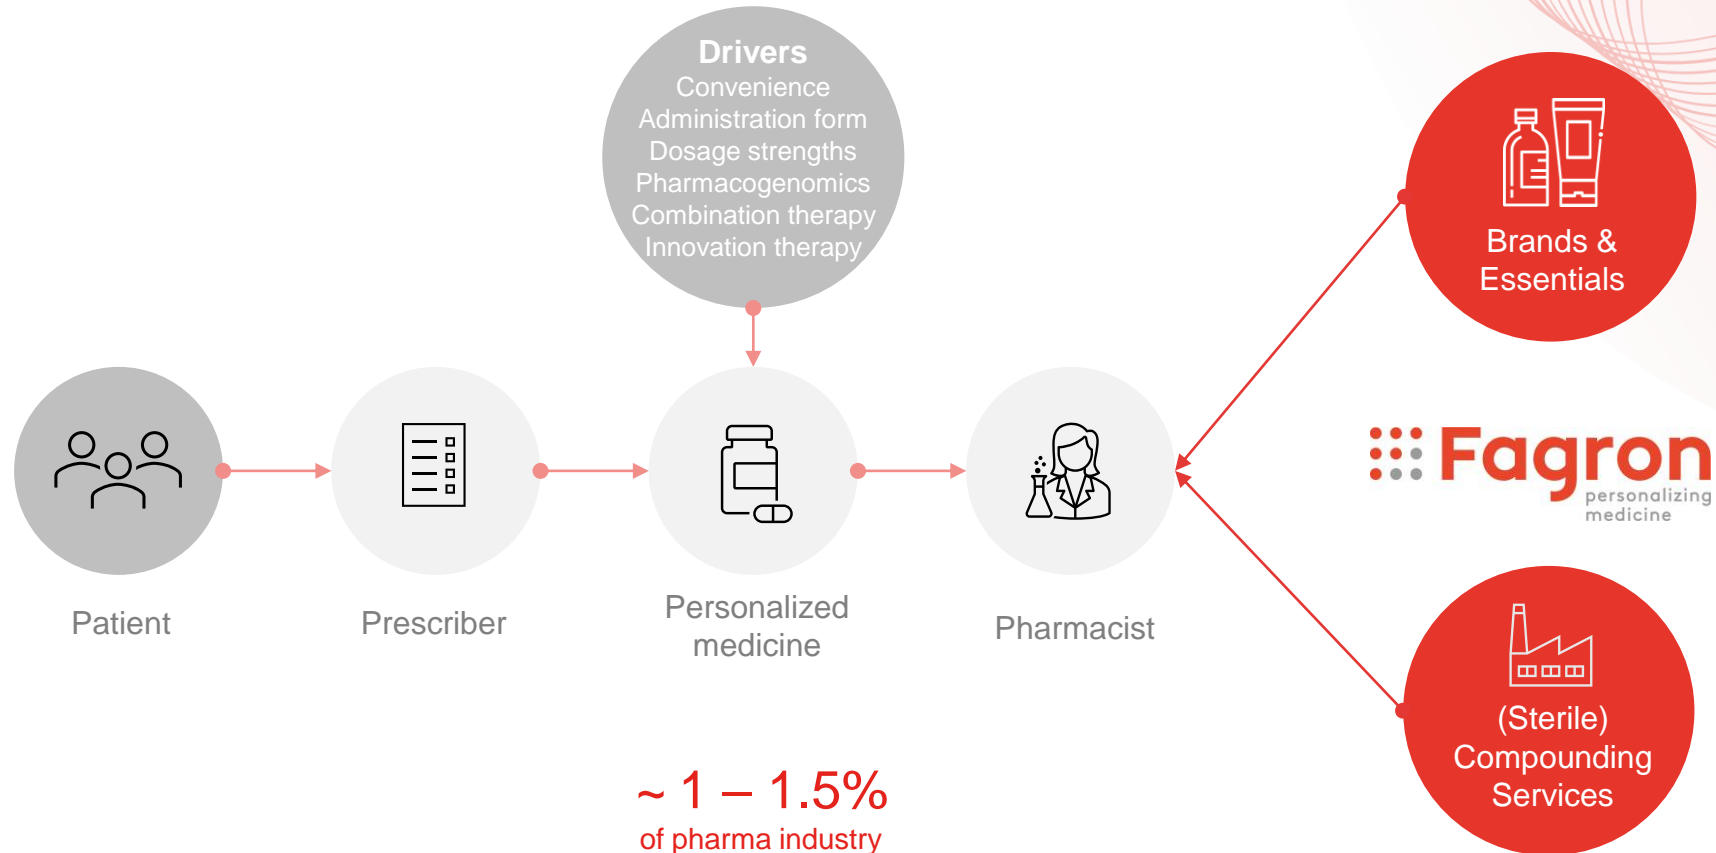 Drivers
Convenience
Administration form
Dosage strengths
Pharmacogenomics
Combination therapy
Innovation therapy
Brands &
Essentials
Fagron
personalizing
medicine
Patient
Prescriber
Personalized
medicine
Pharmacist
(Sterile)
Compounding
Services
~ 1 – 1.5%
of pharma industry